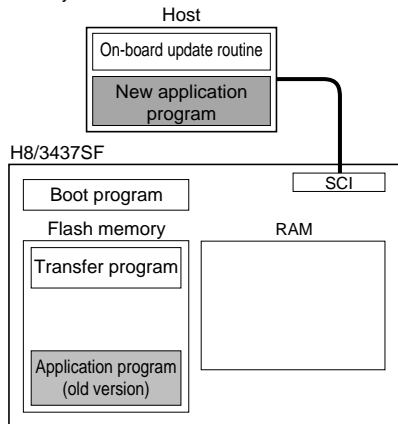 Host
On-board update routine
New application
program
H8/3437SF
SCI
Boot program
Flash memory
RAM
Transfer program
Application program
(old version)